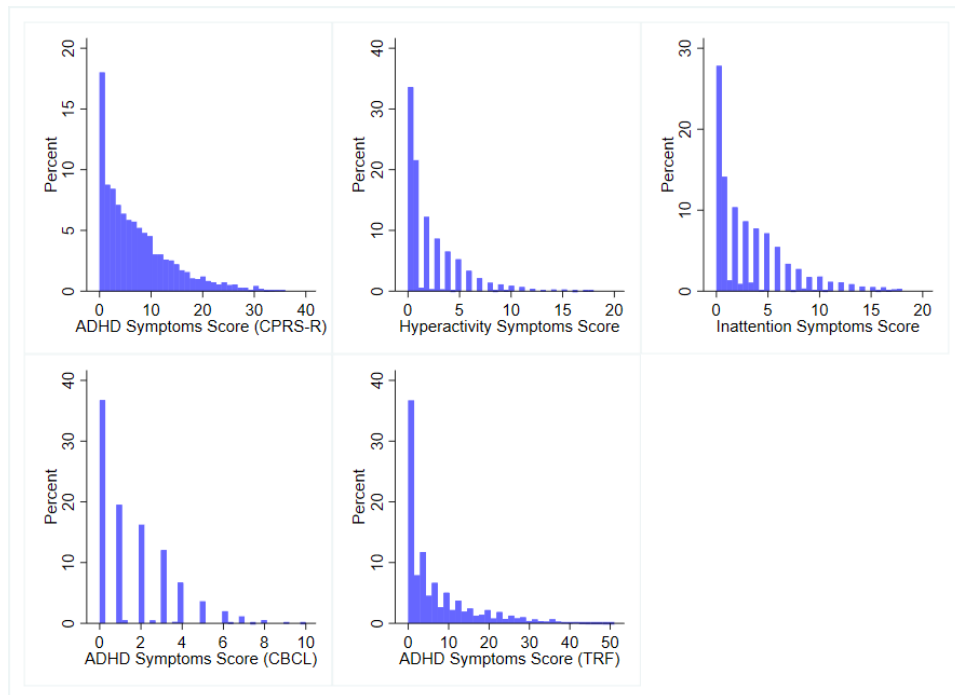 Percent
20
15
10
5
0
0 10 20 30 40
ADHD Symptoms Score (CPRS-R)
Percent
40
30
20
10
0
0 5 10 15 20
Hyperactivity Symptoms Score
Percent
30
20
10
0
0 5 10 15 20
Inattention Symptoms Score
Percent
40
30
20
10
0
0 2 4 6 8 10
ADHD Symptoms Score (CBCL)
Percent
40
30
20
10
0
0 10 20 30 40 50
ADHD Symptoms Score (TRF)